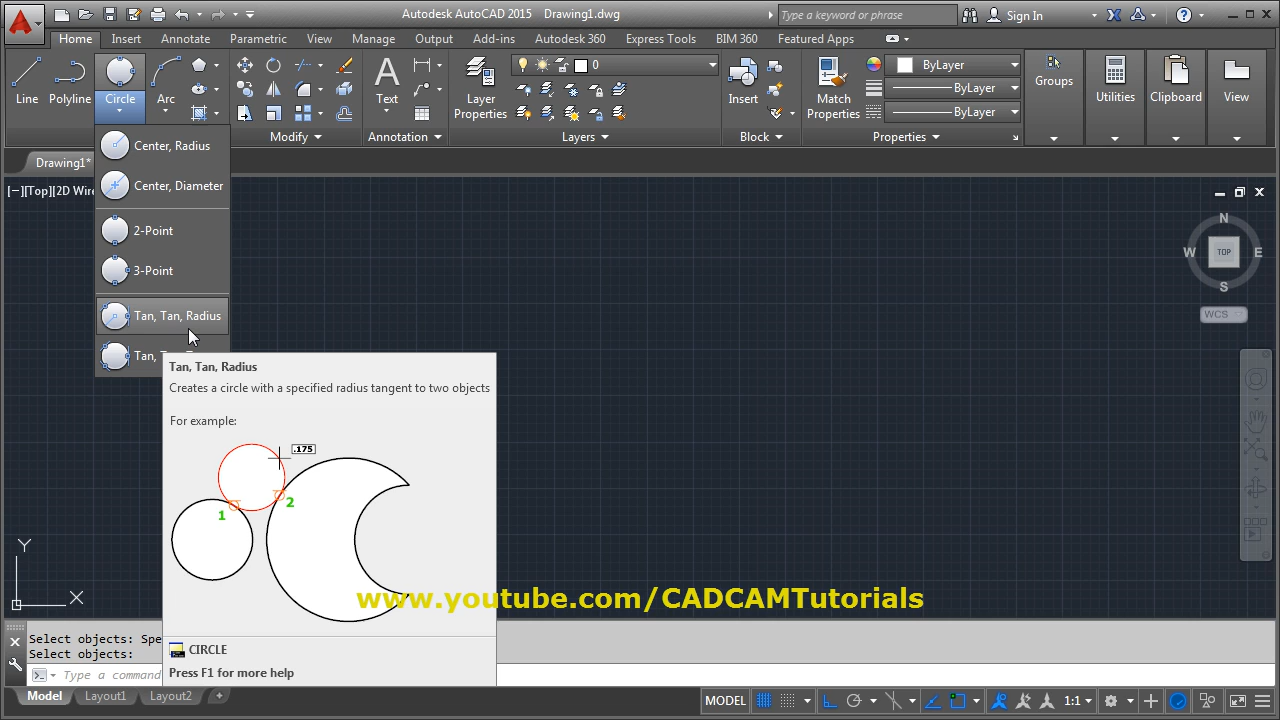 Autodesk AutoCAD 2015 Drawing1.dwg
Type a keyword or phrase
Sign In
Home Insert Annotate Parametric View Manage Output Add-ins Autodesk 360 Express Tools BIM 360 Featured Apps
Line
Polyline
Circle
Arc
Text
Layer
Properties
0
Insert
Match
Properties
ByLayer
ByLayer
ByLayer
Groups
Utilities
Clipboard
View
Modify
Annotation
Layers
Block
Properties
Drawing1*
[−][Top][2D Wire
Center, Radius
Center, Diameter
2-Point
3-Point
Tan, Tan, Radius
Tan,
Tan, Tan, Radius
Creates a circle with a specified radius tangent to two objects
For example:
.175
1
2
CIRCLE
Press F1 for more help
N
W
TOP
E
S
WCS
Y
X
www.youtube.com/CADCAMTutorials
Select objects: Spe
Select objects:
Type a command
Model Layout1 Layout2 +
MODEL
1:1